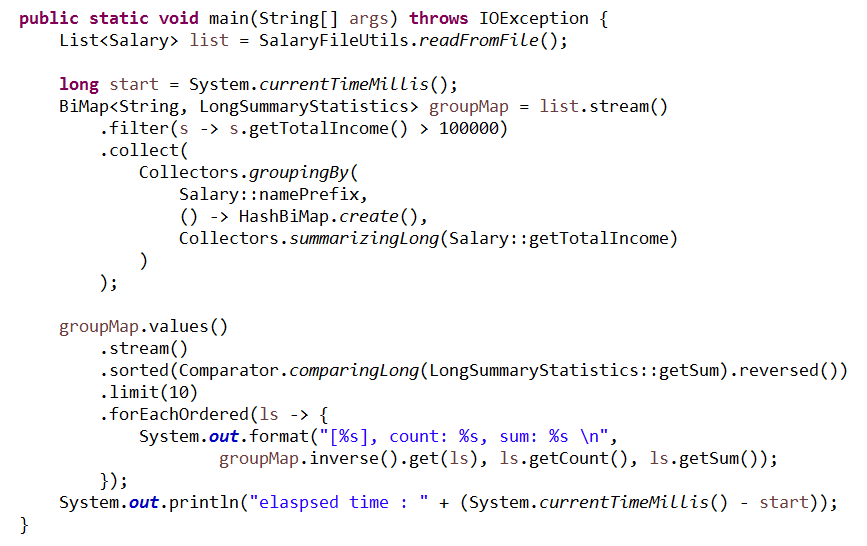 public static void main(String[] args) throws IOException {
    List<Salary> list = SalaryFileUtils.readFromFile();

    long start = System.currentTimeMillis();
    BiMap<String, LongSummaryStatistics> groupMap = list.stream()
        .filter(s -> s.getTotalIncome() > 100000)
        .collect(
            Collectors.groupingBy(
                Salary::namePrefix,
                () -> HashBiMap.create(),
                Collectors.summarizingLong(Salary::getTotalIncome)
            )
        );

    groupMap.values()
        .stream()
        .sorted(Comparator.comparingLong(LongSummaryStatistics::getSum).reversed())
        .limit(10)
        .forEachOrdered(ls -> {
            System.out.format("[%s], count: %s, sum: %s \n",
                    groupMap.inverse().get(ls), ls.getCount(), ls.getSum());
        });
    System.out.println("elaspsed time : " + (System.currentTimeMillis() - start));
}